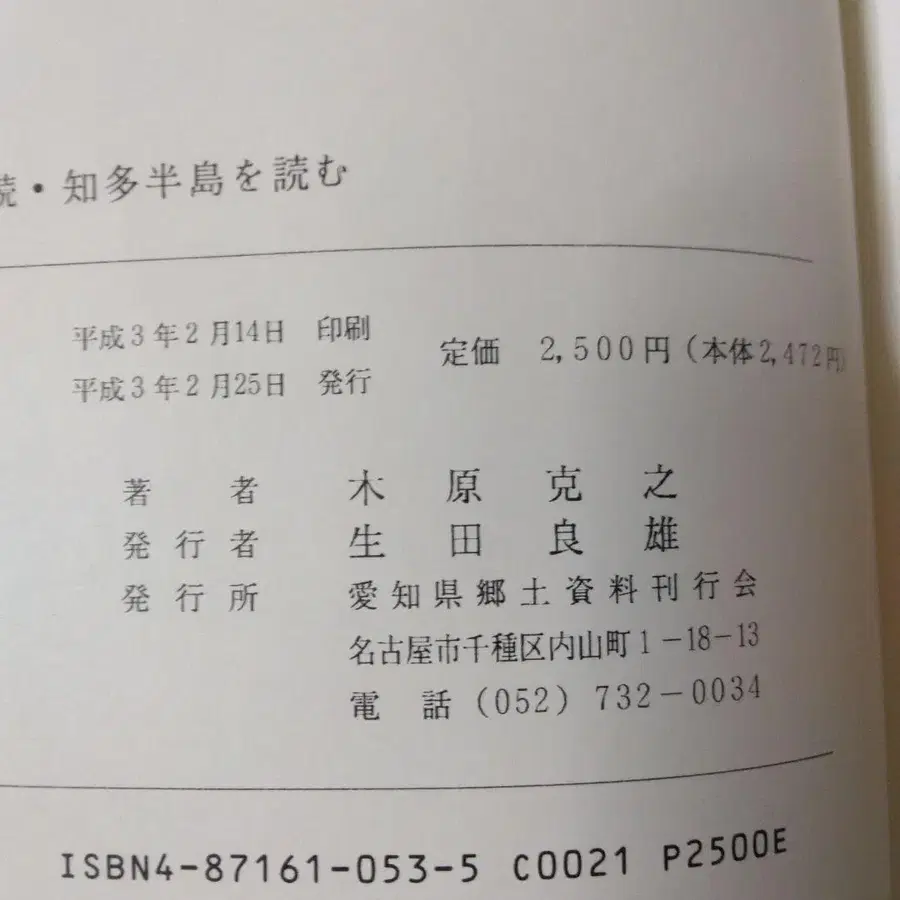 続・知多半島を読む
平成3年2月14日 印刷
平成3年2月25日 発行
定価 2,500円(本体2,472円)
著者 木原克之
発行者 生田良雄
発行所 愛知県郷土資料刊行会
名古屋市千種区内山町1-18-13
電話(052)732-0034
ISBN4-87161-053-5 C0021 P2500E